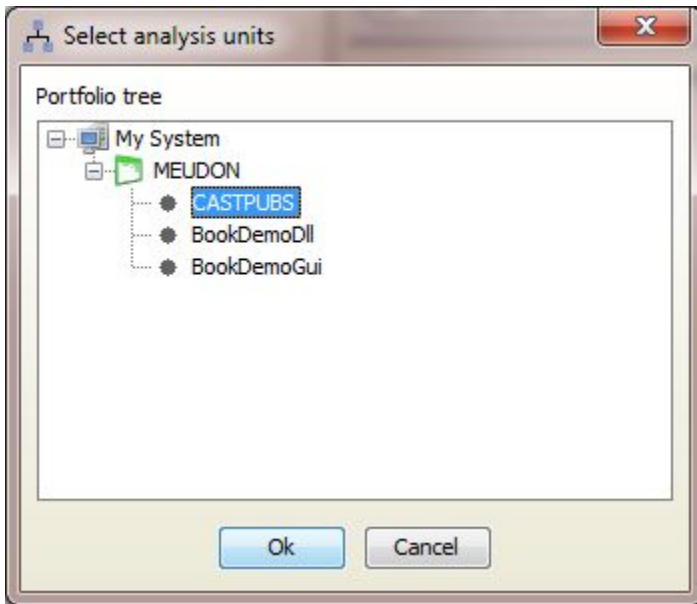 Select analysis units
Portfolio tree
My System
MEUDON
CASTPUBS
BookDemoDll
BookDemoGui
Ok Cancel